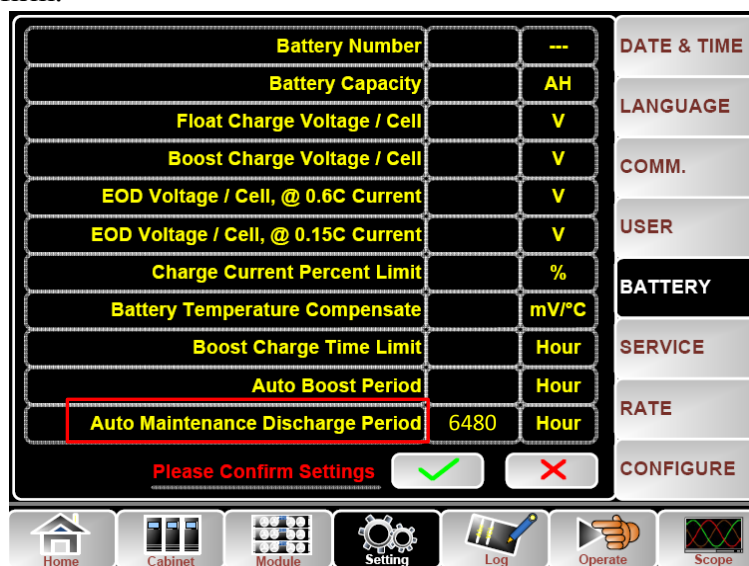 Battery Number --- DATE & TIME
Battery Capacity AH
Float Charge Voltage / Cell V LANGUAGE
Boost Charge Voltage / Cell V COMM.
EOD Voltage / Cell, @ 0.6C Current V
EOD Voltage / Cell, @ 0.15C Current V USER
Charge Current Percent Limit % BATTERY
Battery Temperature Compensate mV/°C
Boost Charge Time Limit Hour SERVICE
Auto Boost Period Hour
Auto Maintenance Discharge Period 6480 Hour RATE
Please Confirm Settings CONFIGURE
Home Cabinet Module Setting Log Operate Scope